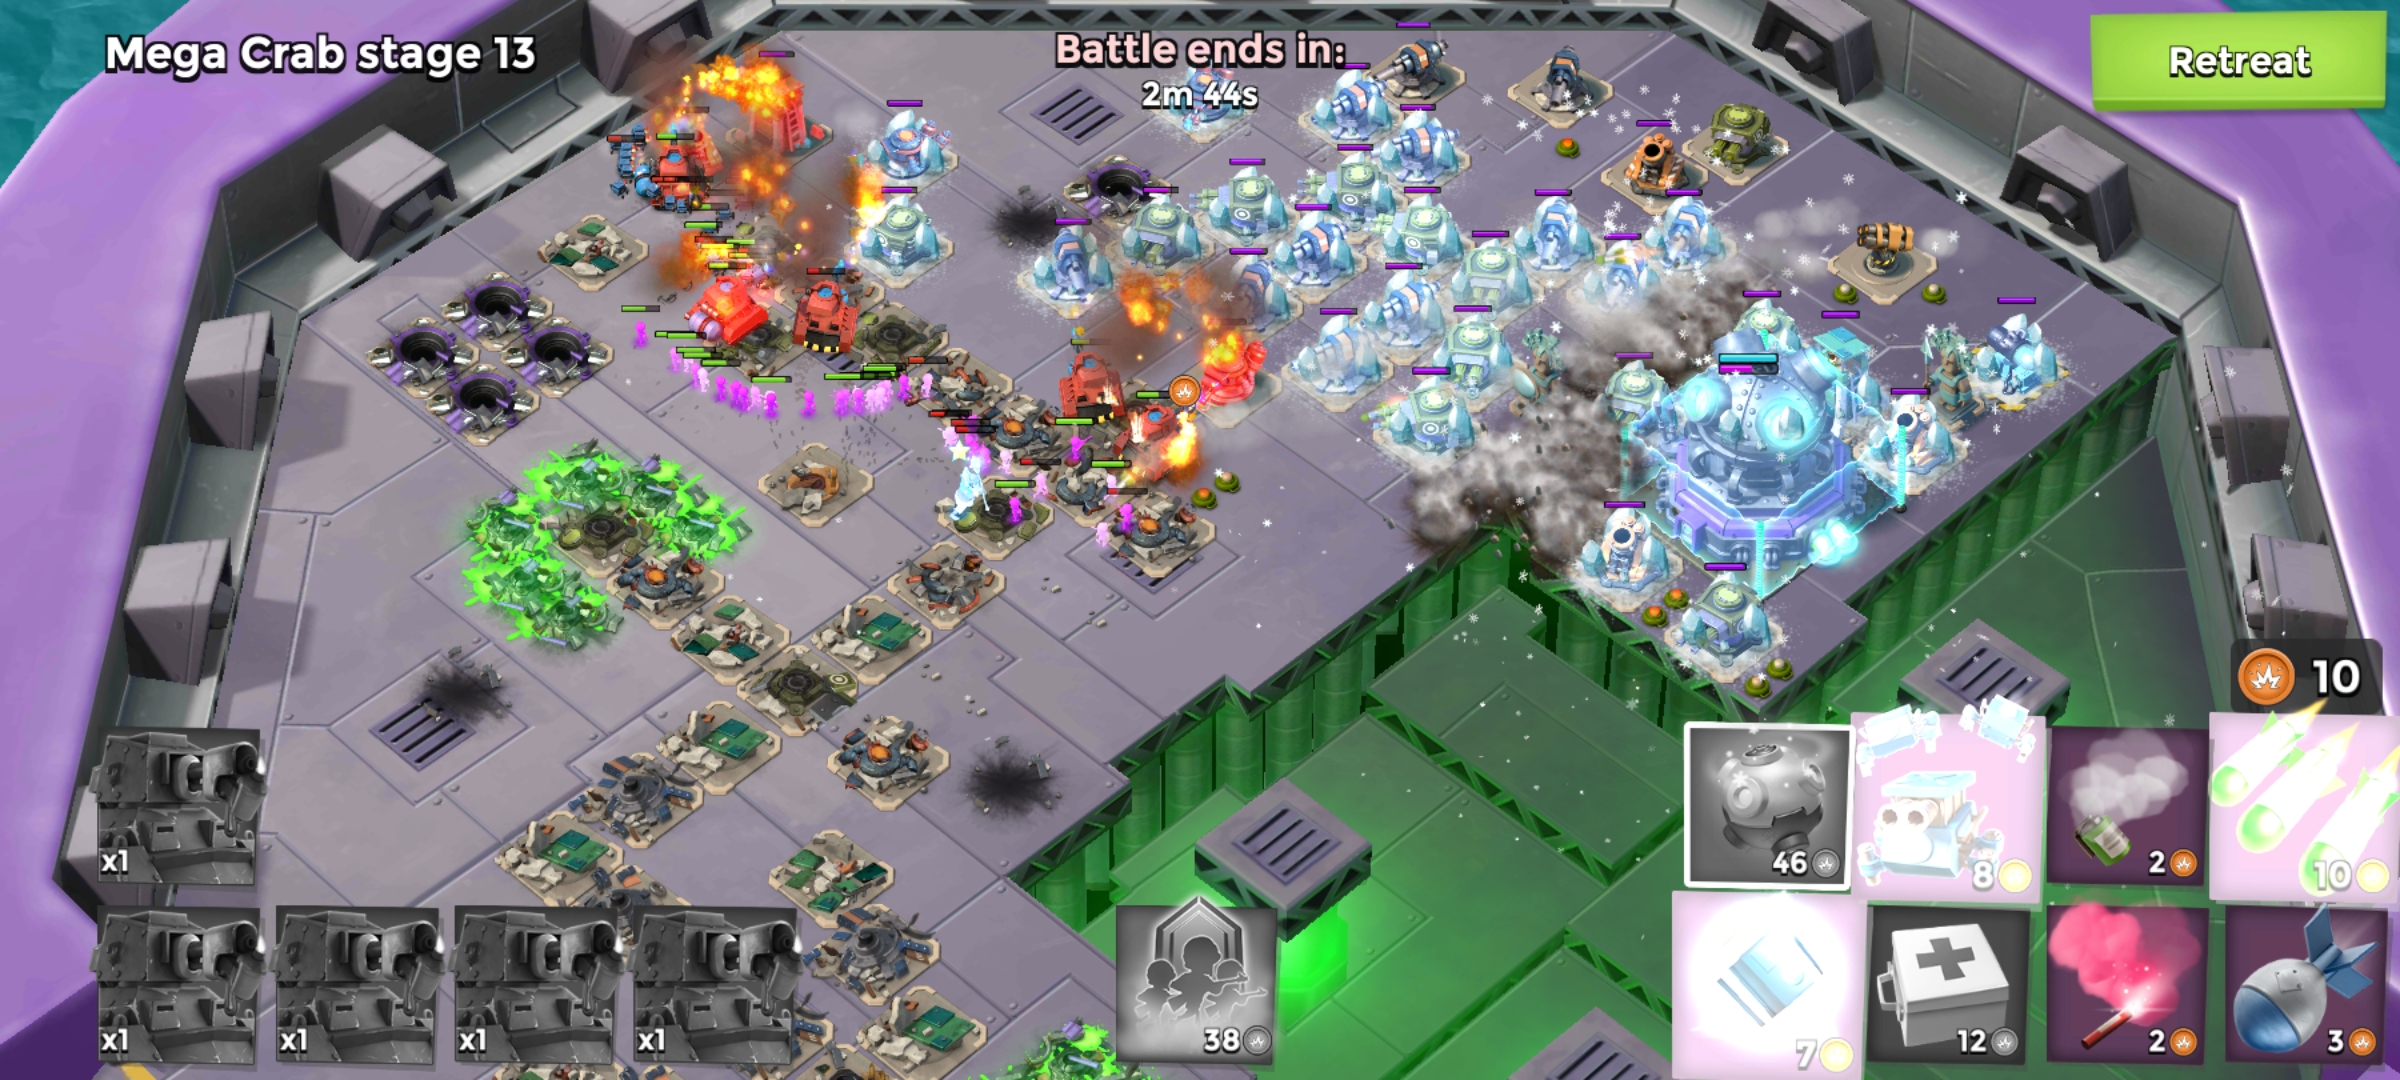 Mega Crab stage 13
Battle ends in:
2m 44s
Retreat
10
46
8
2
10
x1
x1
x1
x1
x1
38
7
12
2
3